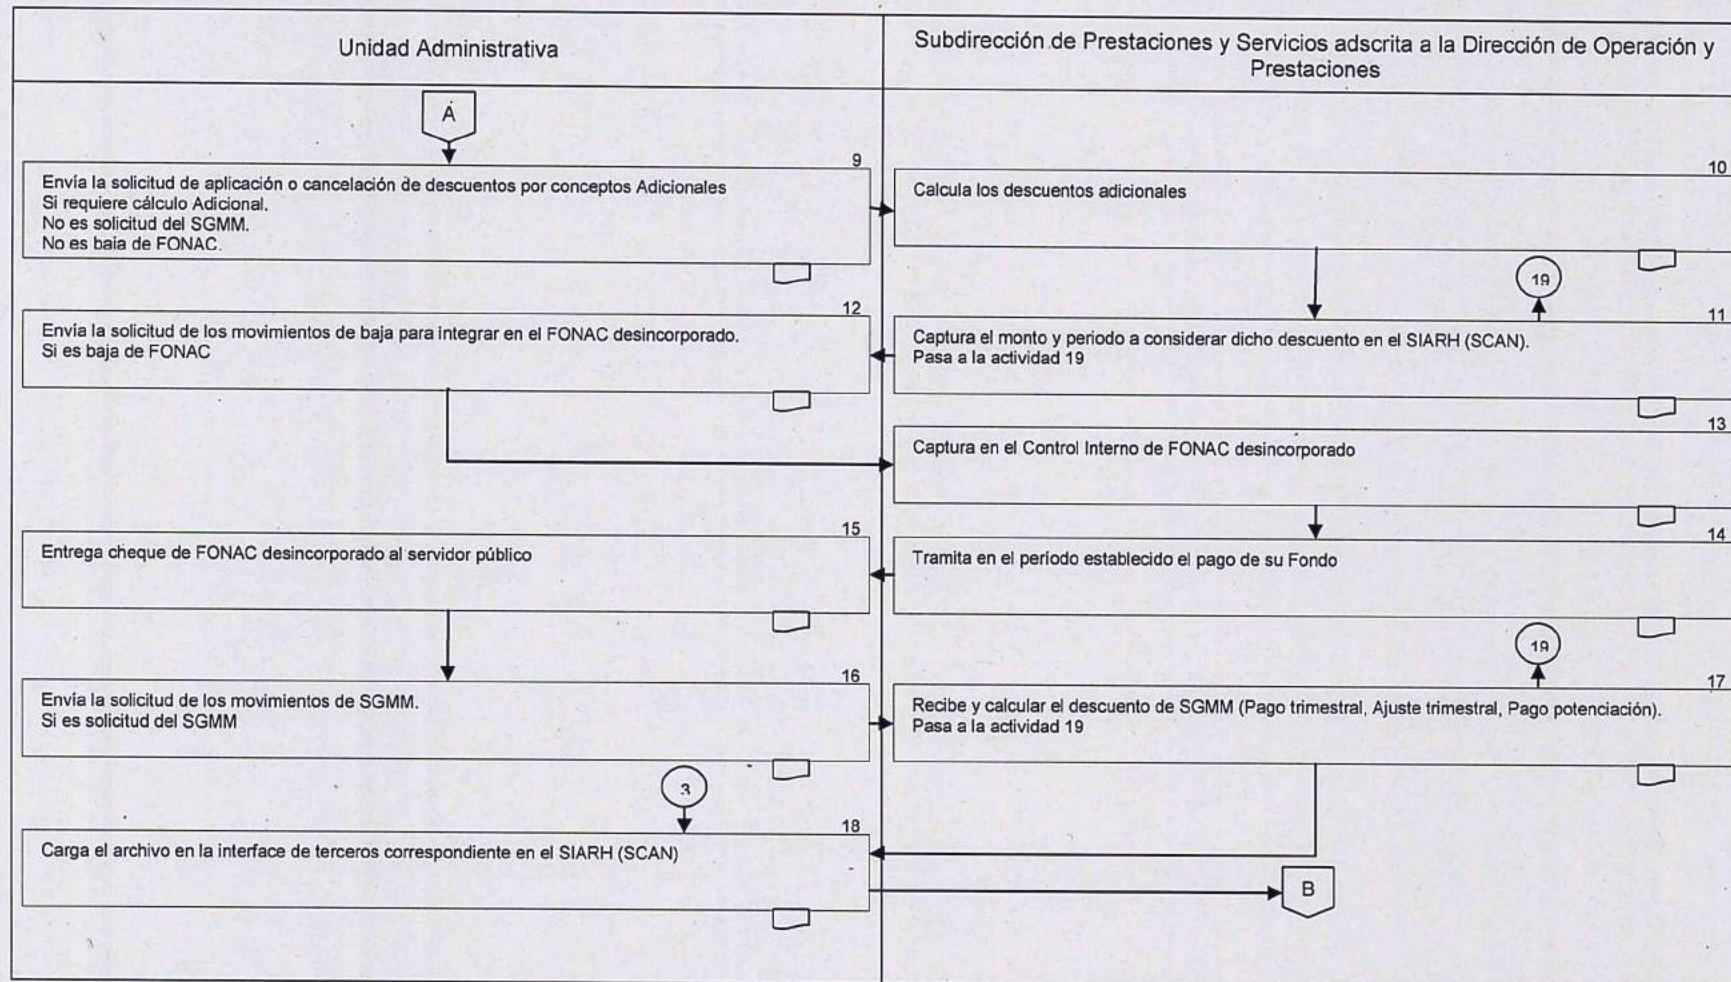 Unidad Administrativa
Subdirección de Prestaciones y Servicios adscrita a la Dirección de Operación y
Prestaciones
A
9
Envía la solicitud de aplicación o cancelación de descuentos por conceptos Adicionales
Si requiere cálculo Adicional.
No es solicitud del SGMM.
No es baja de FONAC.
10
Calcula los descuentos adicionales
19
11
Captura el monto y periodo a considerar dicho descuento en el SIARH (SCAN).
Pasa a la actividad 19
12
Envía la solicitud de los movimientos de baja para integrar en el FONAC desincorporado.
Si es baja de FONAC
13
Captura en el Control Interno de FONAC desincorporado
14
Tramita en el período establecido el pago de su Fondo
15
Entrega cheque de FONAC desincorporado al servidor público
16
Envía la solicitud de los movimientos de SGMM.
Si es solicitud del SGMM
19
17
Recibe y calcular el descuento de SGMM (Pago trimestral, Ajuste trimestral, Pago potenciación).
Pasa a la actividad 19
3
18
Carga el archivo en la interface de terceros correspondiente en el SIARH (SCAN)
B